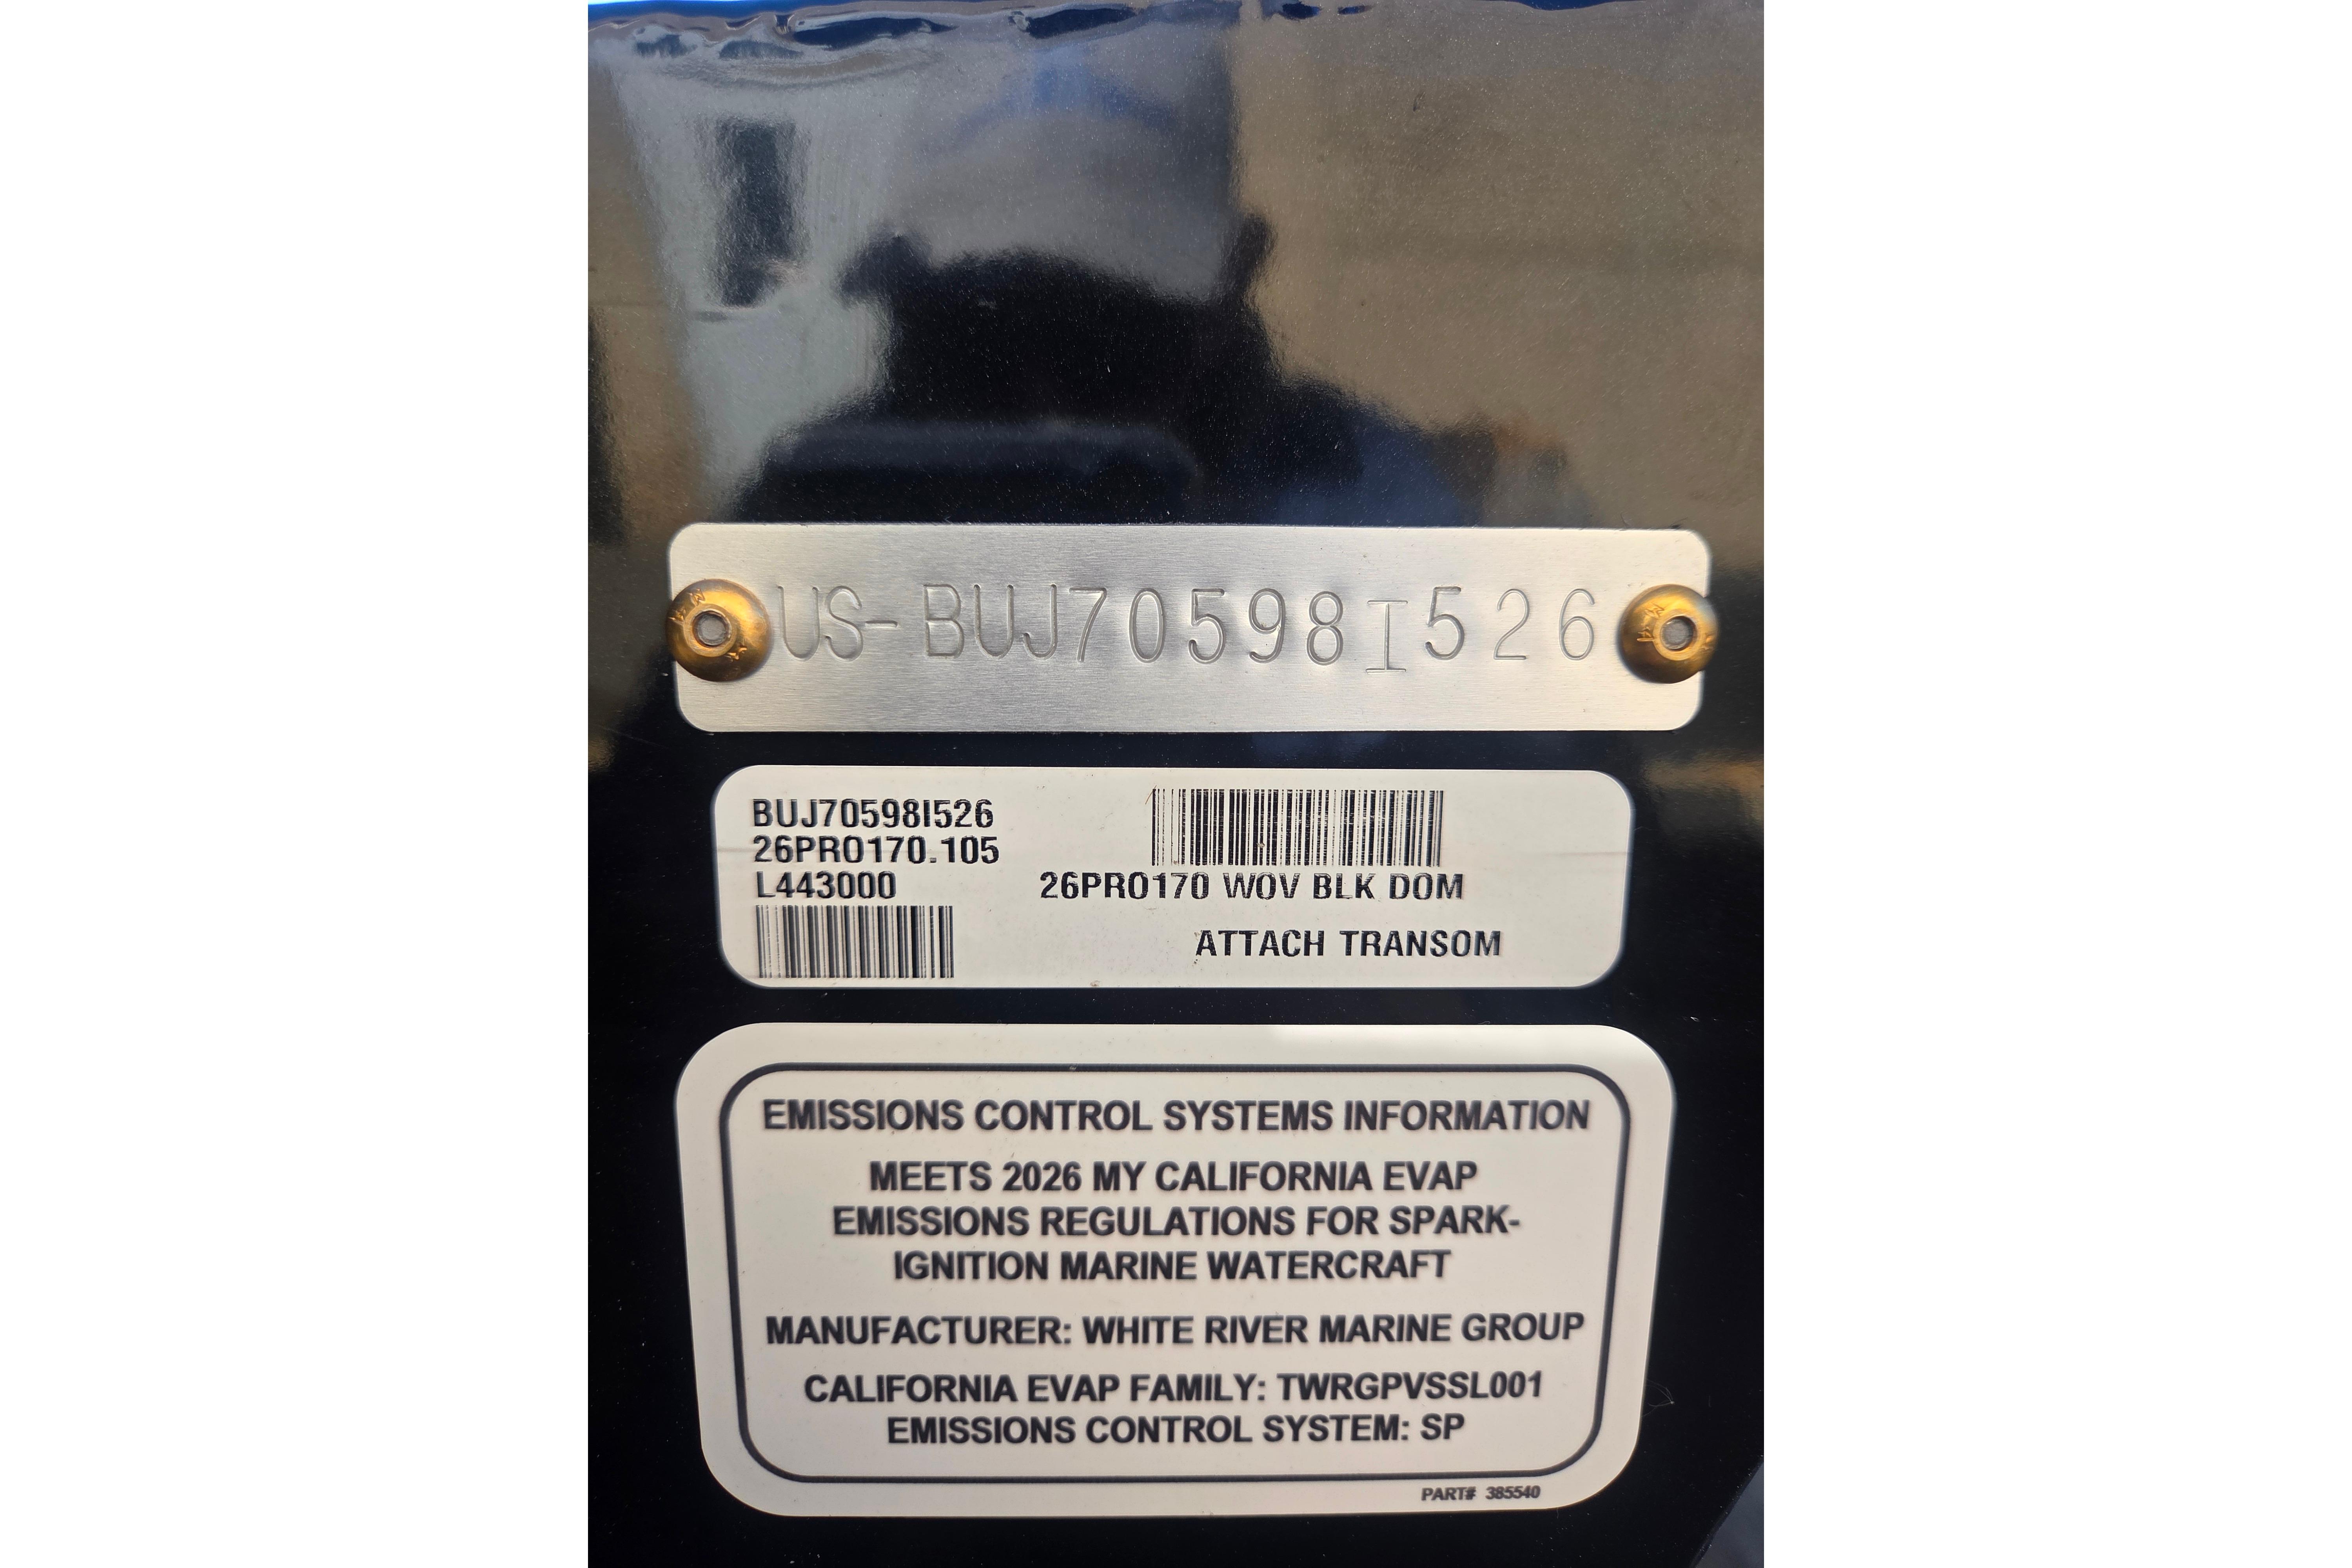 US-BUJ70598I526
BUJ70598I526
26PRO170.105
L443000
26PRO170 WOV BLK DOM
ATTACH TRANSOM
EMISSIONS CONTROL SYSTEMS INFORMATION
MEETS 2026 MY CALIFORNIA EVAP
EMISSIONS REGULATIONS FOR SPARK-
IGNITION MARINE WATERCRAFT
MANUFACTURER: WHITE RIVER MARINE GROUP
CALIFORNIA EVAP FAMILY: TWRGPVSSL001
EMISSIONS CONTROL SYSTEM: SP
PART# 385540